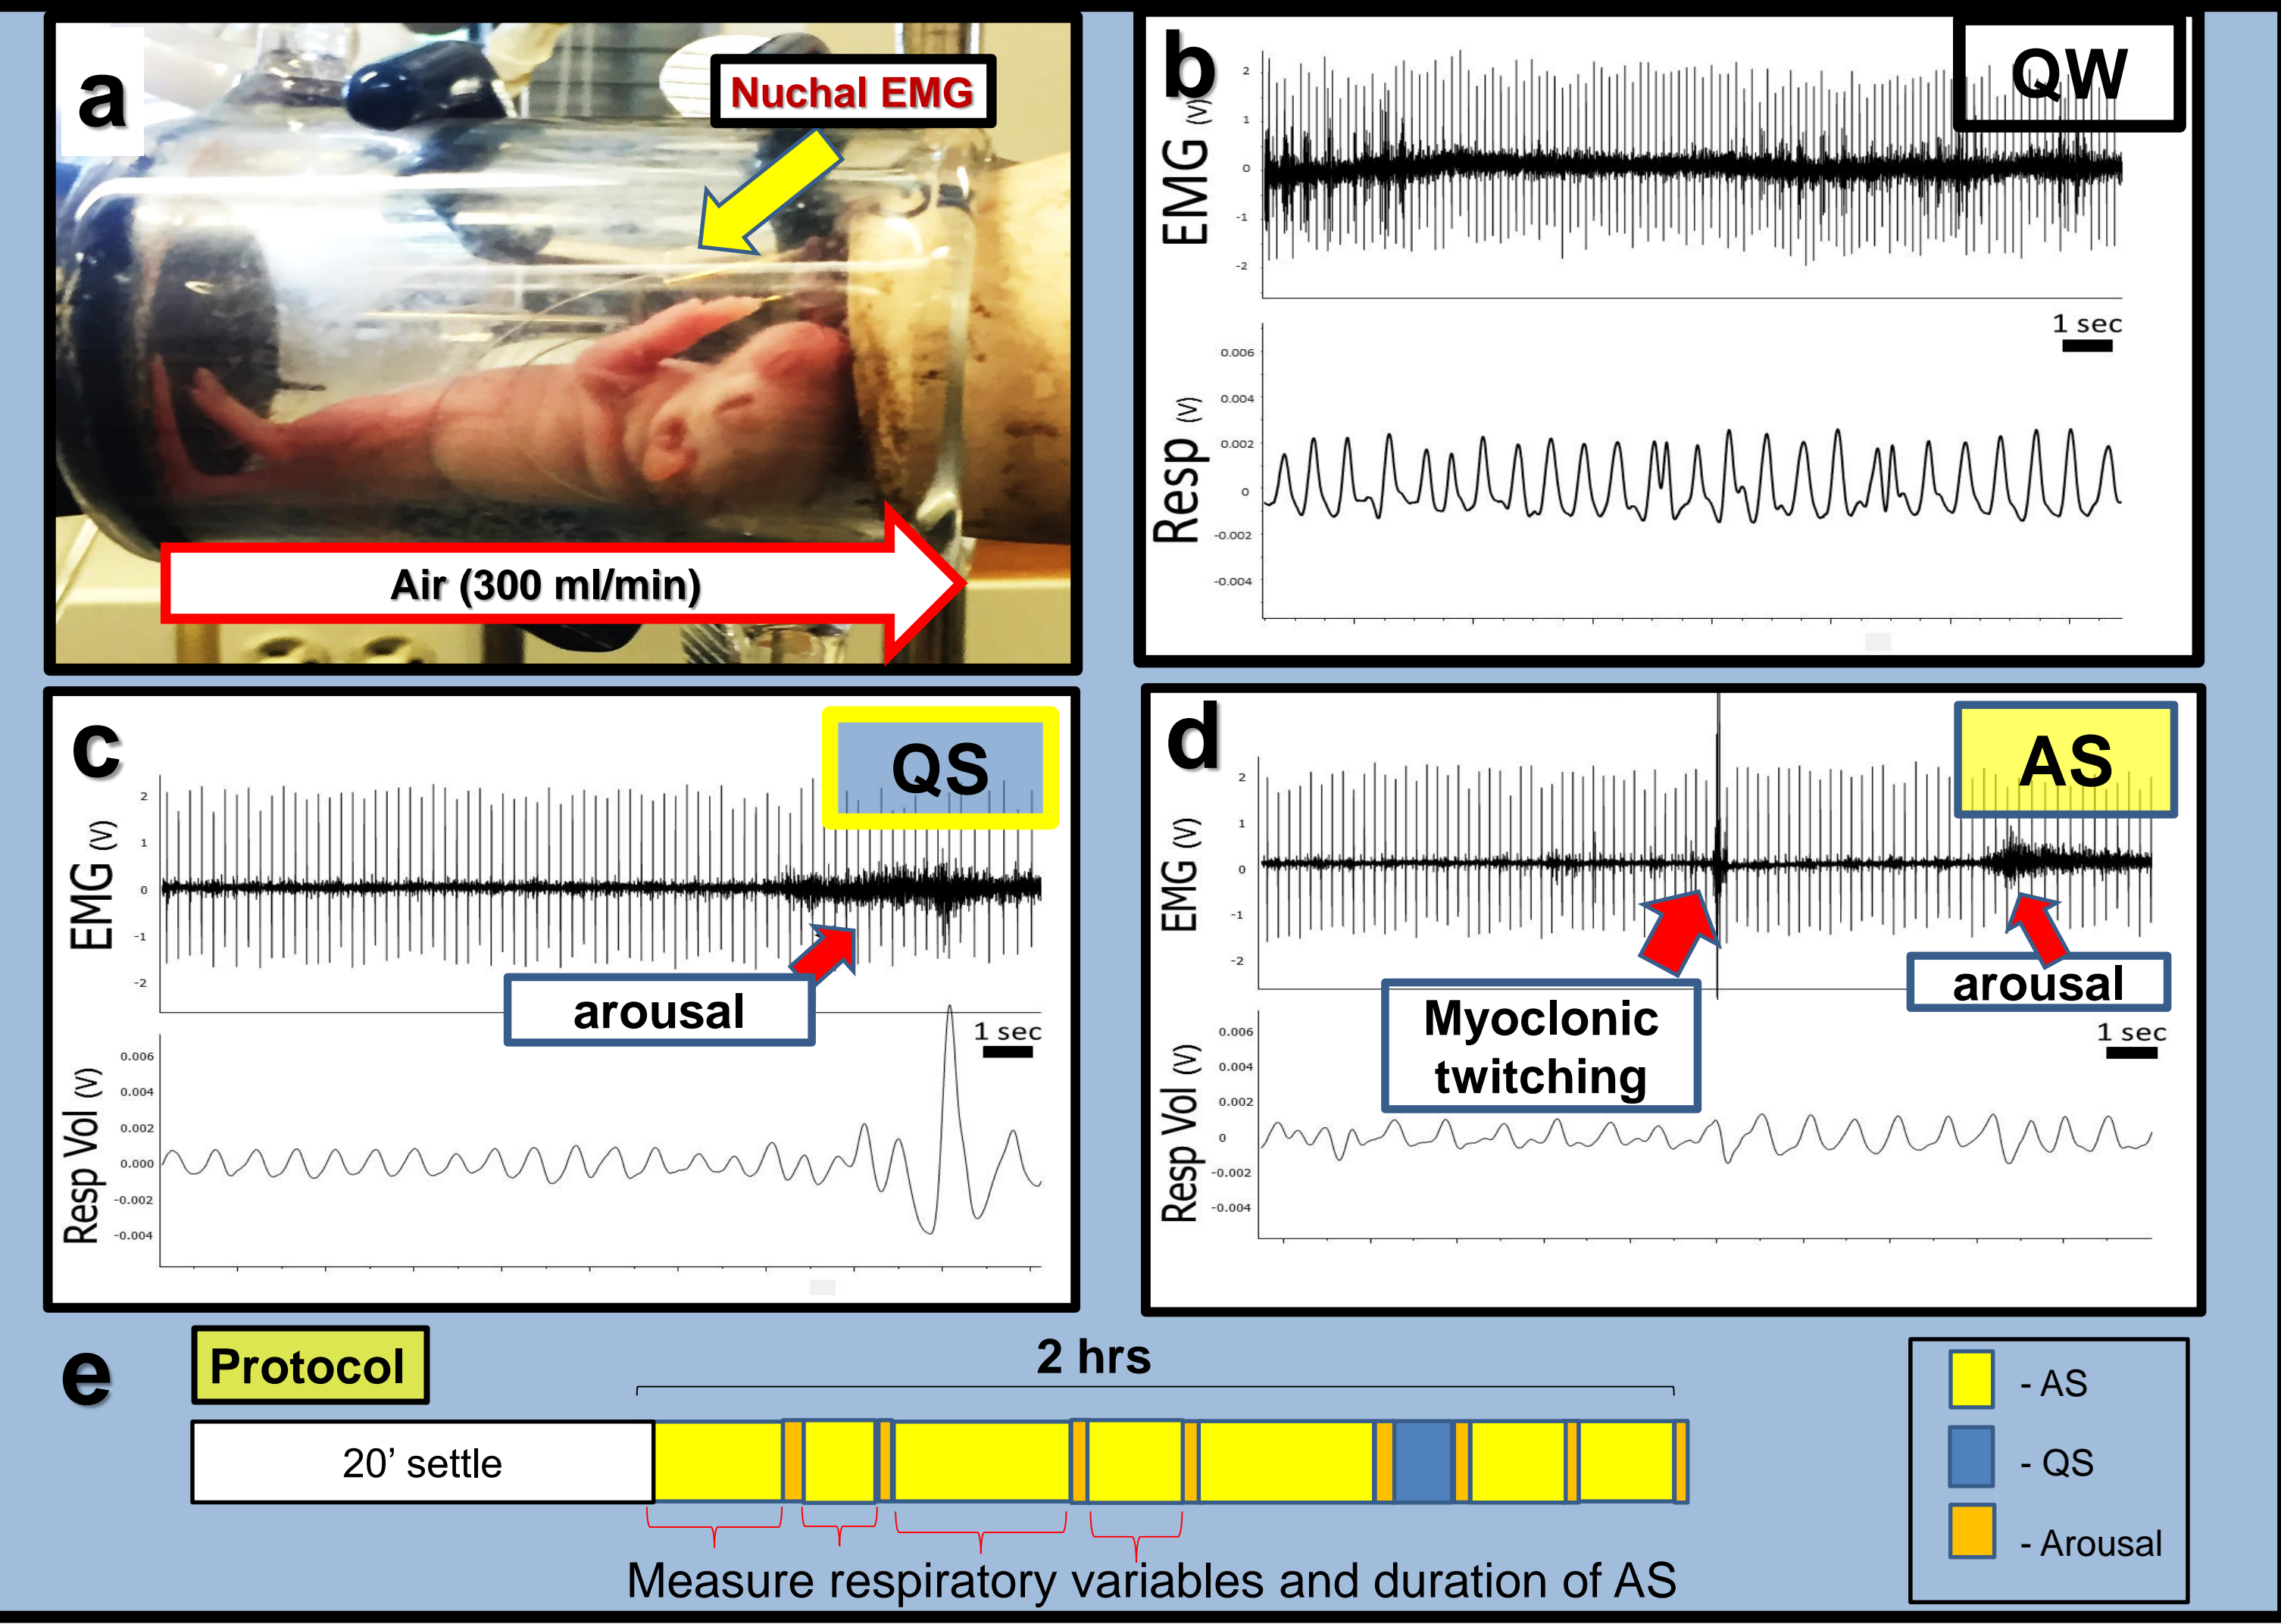 a
Nuchal EMG
Air (300 ml/min)
b
QW
EMG (V)
2
1
0
-1
-2
1 sec
Resp (V)
0.006
0.004
0.002
0
-0.002
-0.004
c
QS
EMG (V)
2
1
0
-1
-2
arousal
1 sec
Resp Vol (V)
0.006
0.004
0.002
0.000
-0.002
-0.004
d
AS
EMG (V)
2
1
0
-1
-2
Myoclonic
twitching
arousal
1 sec
Resp Vol (V)
0.006
0.004
0.002
0
-0.002
-0.004
e
Protocol
2 hrs
20’ settle
Measure respiratory variables and duration of AS
- AS
- QS
- Arousal